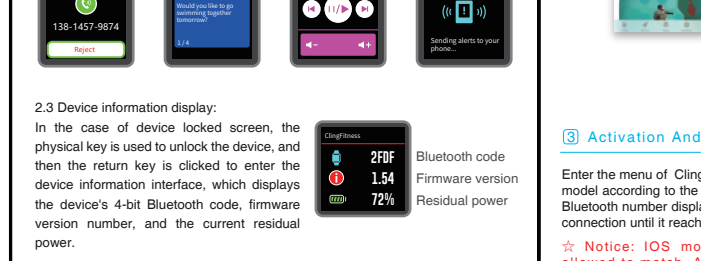 138-1457-9874
Reject
Would you like to go
swimming together
tomorrow?
1 / 4
Sending alerts to your
phone...
2.3 Device information display:
In the case of device locked screen, the
physical key is used to unlock the device, and
then the return key is clicked to enter the
device information interface, which displays
the device's 4-bit Bluetooth code, firmware
version number, and the current residual
power.
ClingFitness
2FDF
1.54
72%
Bluetooth code
Firmware version
Residual power
3 Activation And
Enter the menu of Cling
model according to the
Bluetooth number display
connection until it reach
☆ Notice: IOS mo